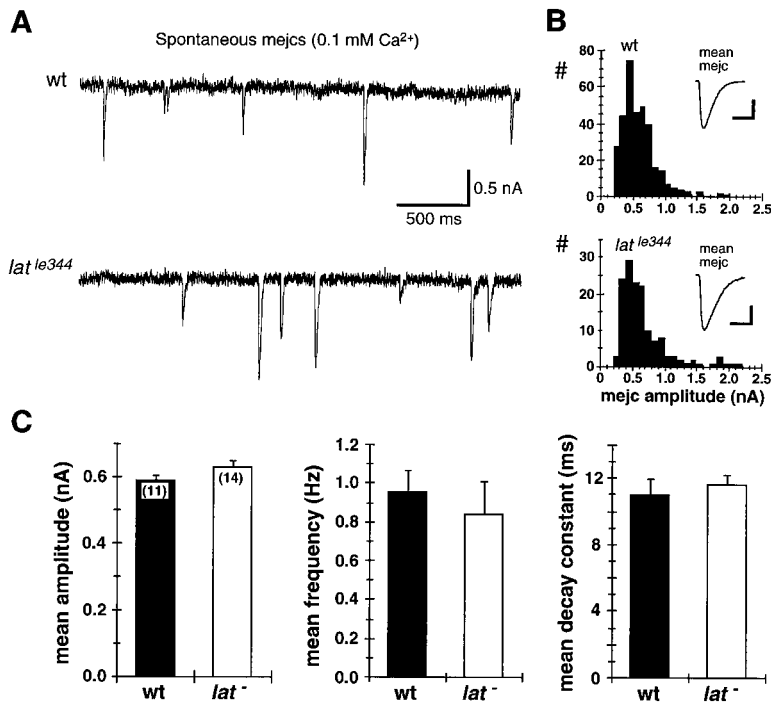 A
Spontaneous mejcs (0.1 mM Ca2+)
wt
0.5 nA
500 ms
lat le344
B
#
80
60
40
20
0
wt
mean
mejc
0 0.5 1.0 1.5 2.0 2.5
#
30
20
10
0
lat le344
mean
mejc
0 0.5 1.0 1.5 2.0 2.5
mejc amplitude (nA)
C
mean amplitude (nA)
0.6
0.4
0.2
0.0
(11)
(14)
wt lat -
mean frequency (Hz)
1.2
1.0
0.8
0.6
0.4
0.2
0.0
wt lat -
mean decay constant (ms)
12
9
6
3
0
wt lat -